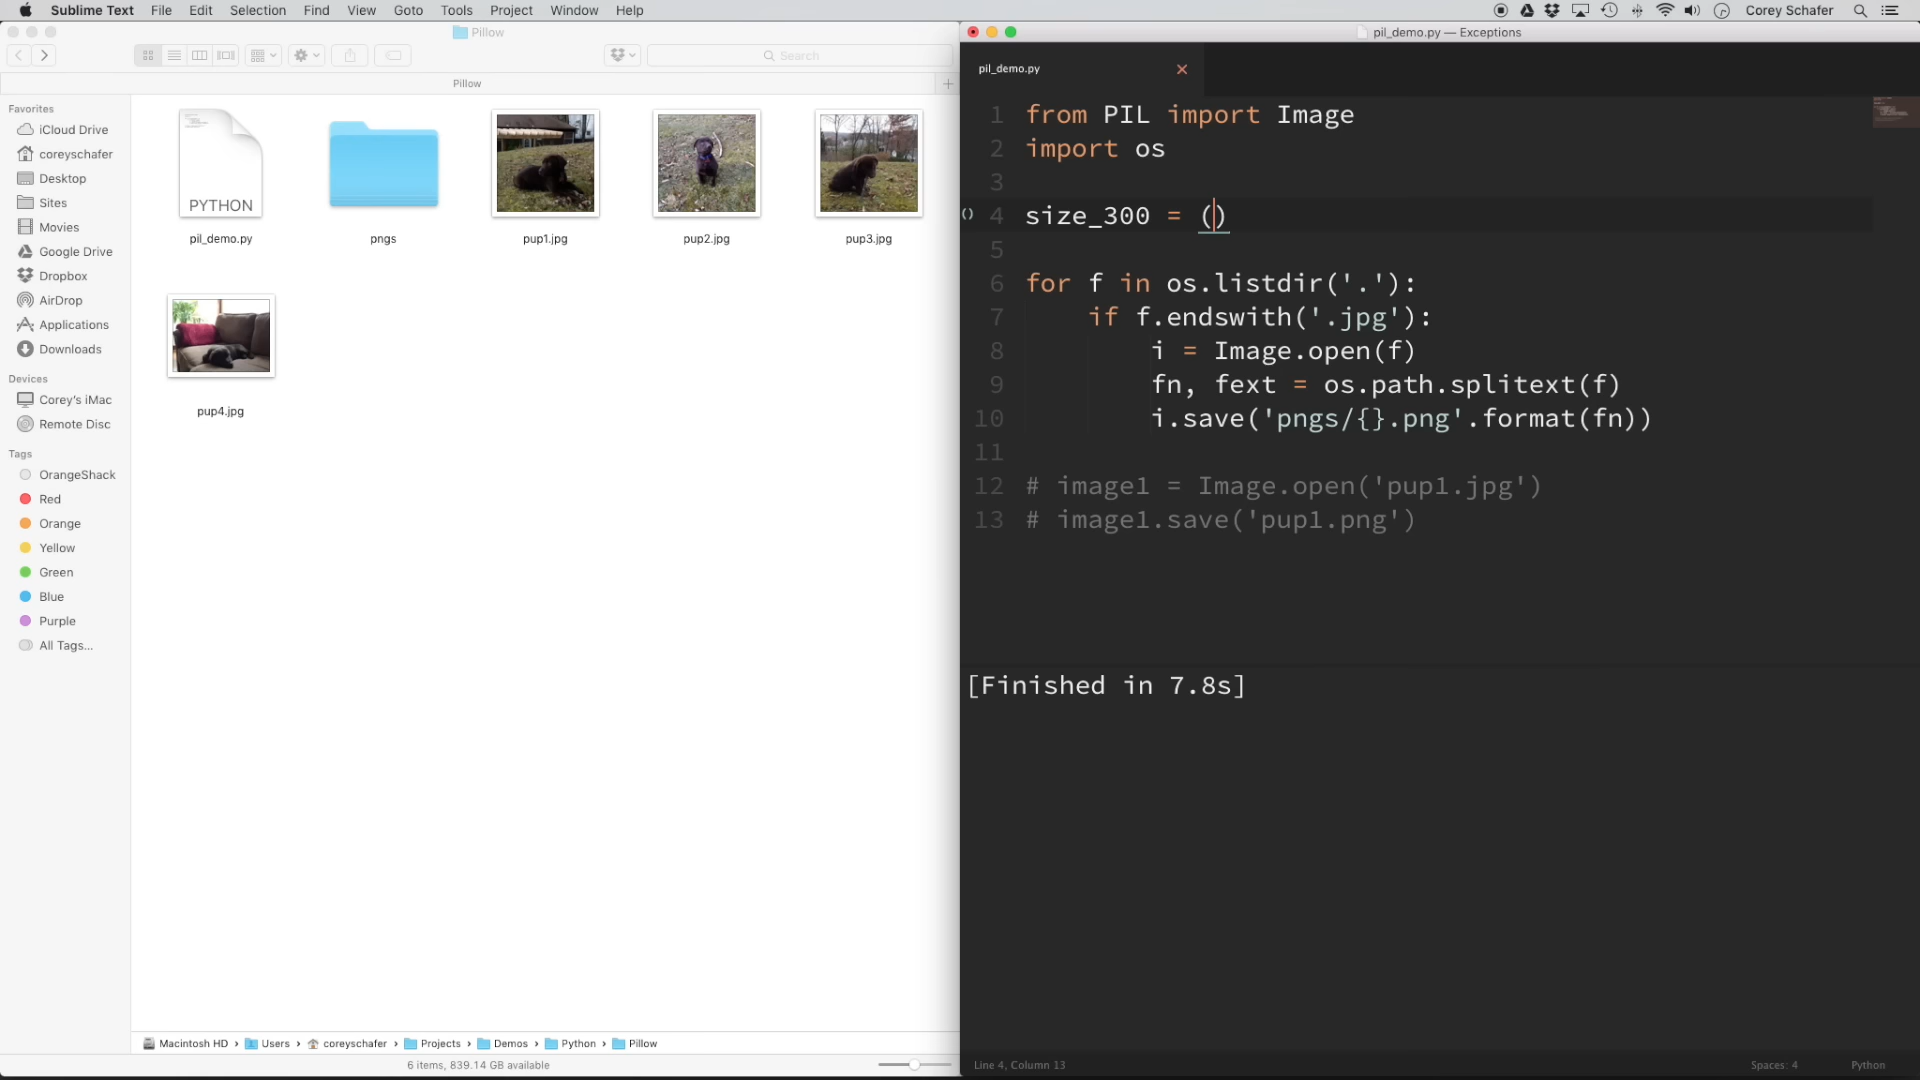 Sublime Text File Edit Selection Find View Goto Tools Project Window Help Corey Schafer
Pillow
Search
Pillow
Favorites
iCloud Drive
coreyschafer
Desktop
Sites
Movies
Google Drive
Dropbox
AirDrop
Applications
Downloads
Devices
Corey's iMac
Remote Disc
Tags
OrangeShack
Red
Orange
Yellow
Green
Blue
Purple
All Tags...
PYTHON
pil_demo.py
pngs
pup1.jpg
pup2.jpg
pup3.jpg
pup4.jpg
Macintosh HD › Users › coreyschafer › Projects › Demos › Python › Pillow
6 items, 839.14 GB available
pil_demo.py — Exceptions
pil_demo.py
1 from PIL import Image
2 import os
3
4 size_300 = ()
5
6 for f in os.listdir('.'):
7 if f.endswith('.jpg'):
8 i = Image.open(f)
9 fn, fext = os.path.splitext(f)
10 i.save('pngs/{}.png'.format(fn))
11
12 # image1 = Image.open('pup1.jpg')
13 # image1.save('pup1.png')
[Finished in 7.8s]
Line 4, Column 13 Spaces: 4 Python